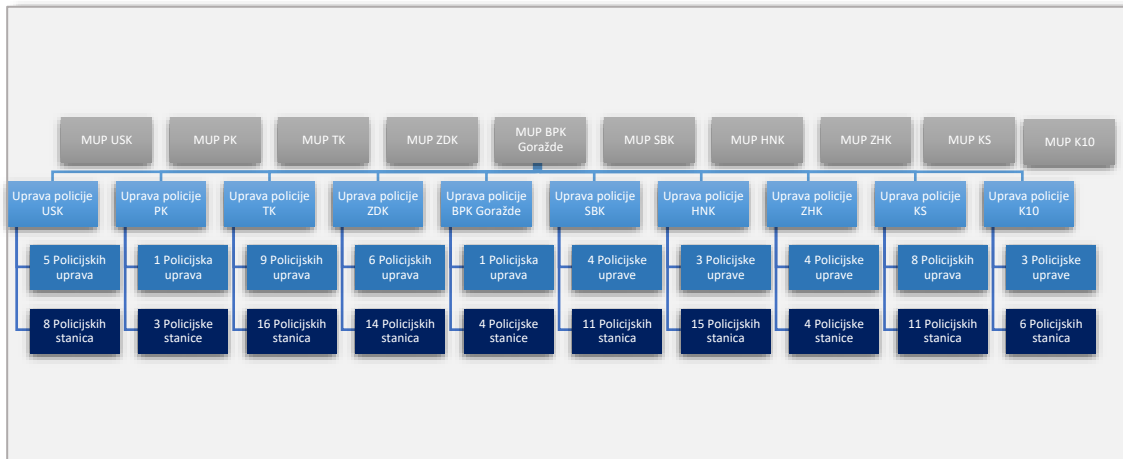 MUP USK
MUP PK
MUP TK
MUP ZDK
MUP BPK
Goražde
MUP SBK
MUP HNK
MUP ZHK
MUP KS
MUP K10
Uprava policije
USK
Uprava policije
PK
Uprava policije
TK
Uprava policije
ZDK
Uprava policije
BPK Goražde
Uprava policije
SBK
Uprava policije
HNK
Uprava policije
ZHK
Uprava policije
KS
Uprava policije
K10
5 Policijskih
uprava
1 Policijska
uprava
9 Policijskih
uprava
6 Policijskih
uprava
1 Policijska
uprava
4 Policijske
uprave
3 Policijske
uprave
4 Policijske
uprave
8 Policijskih
uprava
3 Policijske
uprave
8 Policijskih
stanica
3 Policijske
stanice
16 Policijskih
stanica
14 Policijskih
stanica
4 Policijske
stanice
11 Policijskih
stanica
15 Policijskih
stanica
4 Policijske
stanice
11 Policijskih
stanica
6 Policijskih
stanica